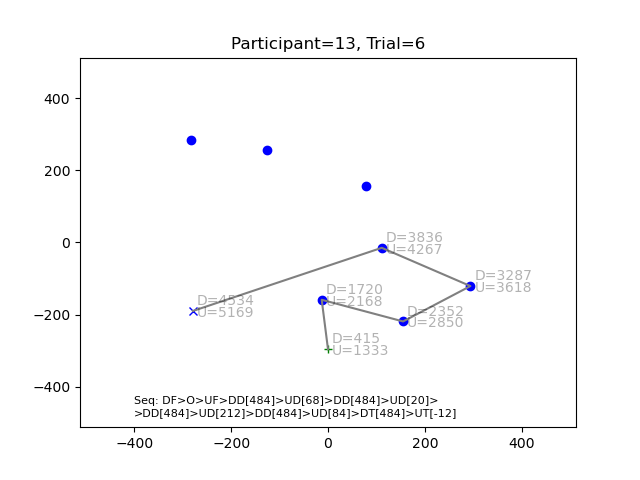 Participant=13, Trial=6
400
200
0
−200
−400
D=3836
U=4267
D=3287
U=3618
D=1720
U=2168
D=4534
U=5169
D=2352
U=2850
D=415
U=1333
Seq: DF>O>UF>DD[484]>UD[68]>DD[484]>UD[20]>
>DD[484]>UD[212]>DD[484]>UD[84]>DT[484]>UT[-12]
−400 −200 0 200 400